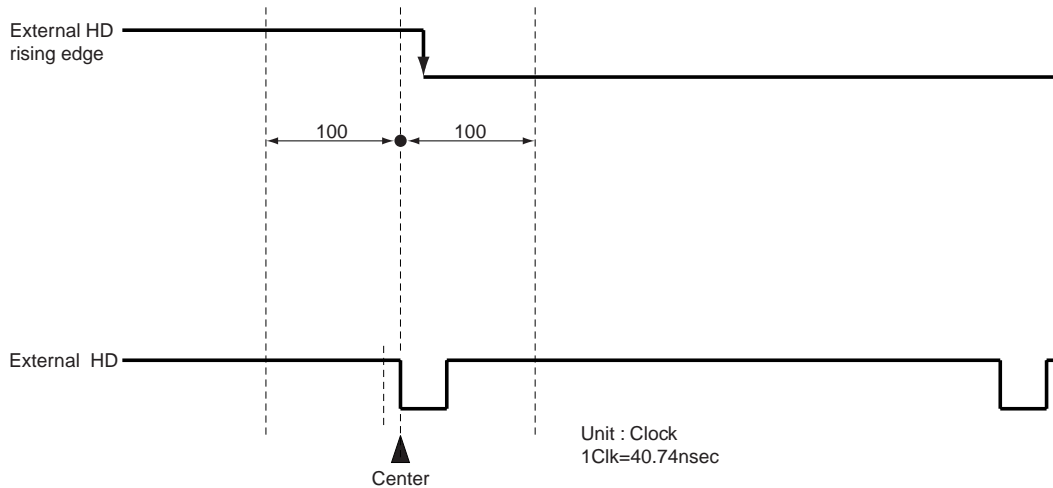 External HD
rising edge
100
100
External HD
Unit : Clock
1Clk=40.74nsec
Center